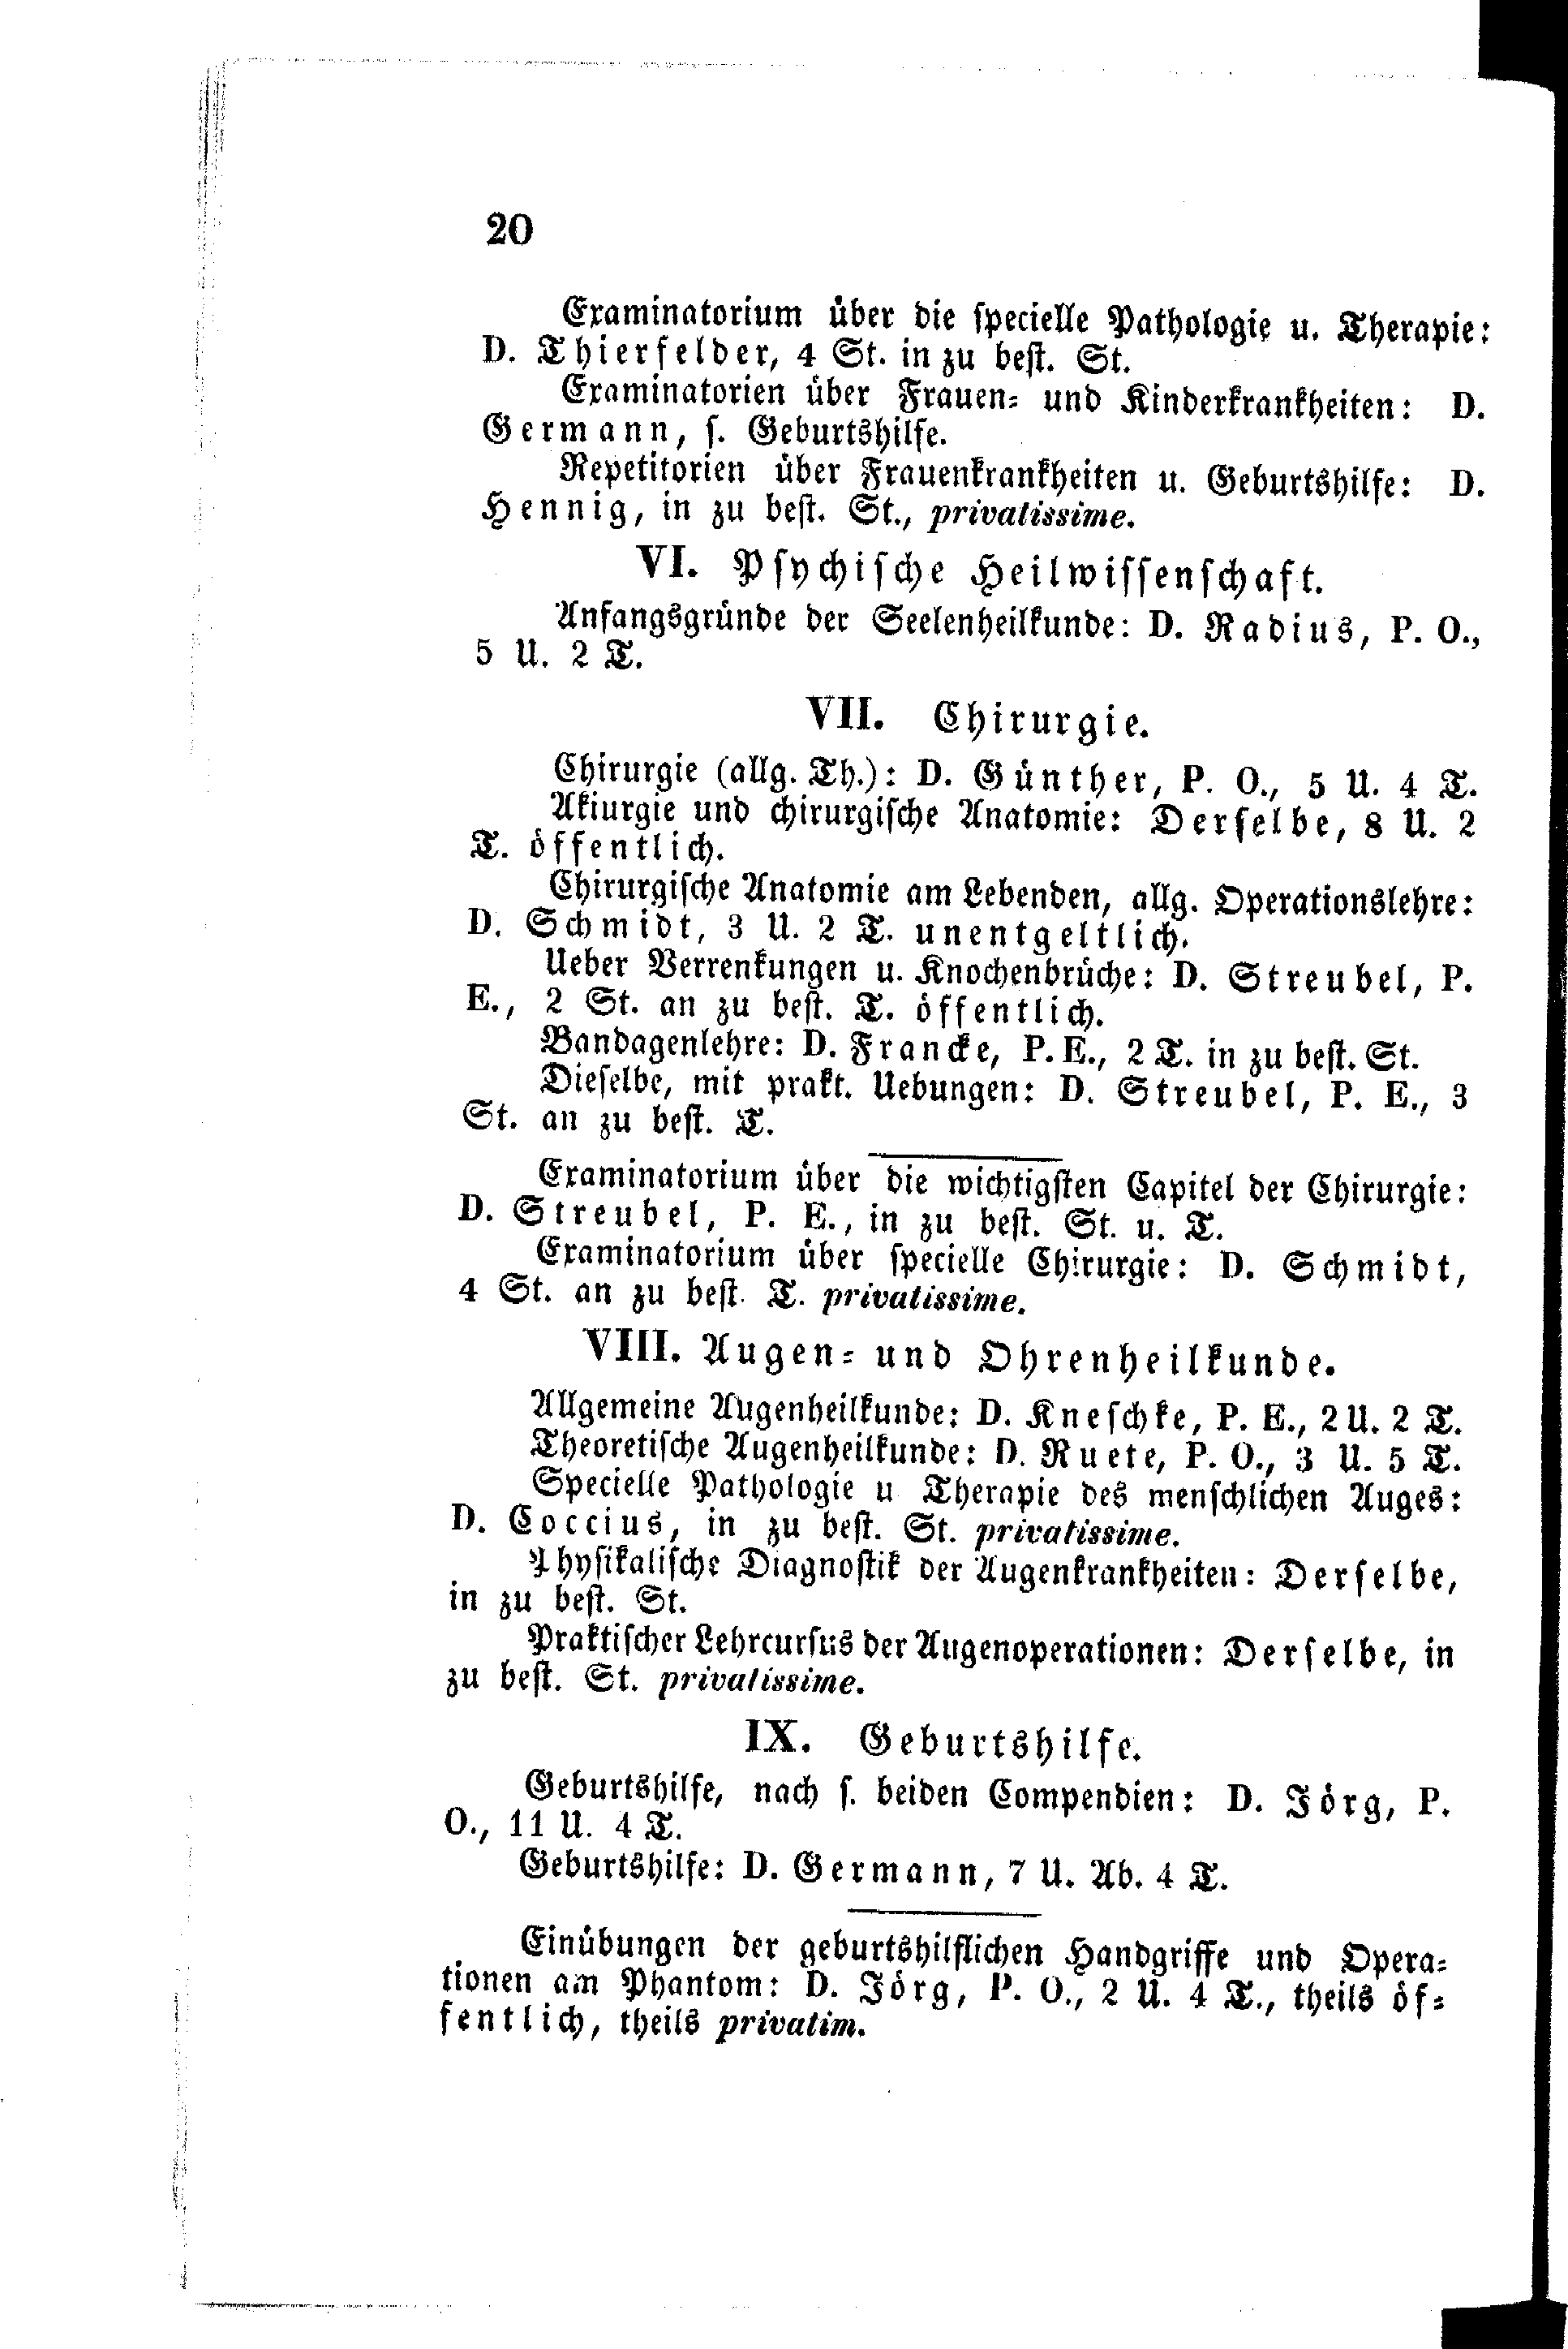 20
Examinatorium über die specielle Pathologie u. Therapie:
D. Thierfelder, 4 St. in zu best. St.
Examinatorien über Frauen- und Kinderkrankheiten: D.
Germann, s. Geburtshilfe.
Repetitorien über Frauenkrankheiten u. Geburtshilfe: D.
Hennig, in zu best. St., privatissime.
VI. Psychische Heilwissenschaft.
Anfangsgründe der Seelenheilkunde: D. Radius, P. O.,
5 U. 2 T.
VII. Chirurgie.
Chirurgie (allg. Th.): D. Günther, P. O., 5 U. 4 T.
Akiurgie und chirurgische Anatomie: Derselbe, 8 U. 2
T. öffentlich.
Chirurgische Anatomie am Lebenden, allg. Operationslehre:
D. Schmidt, 3 U. 2 T. unentgeltlich.
Ueber Verrenkungen u. Knochenbrüche: D. Streubel, P.
E., 2 St. an zu best. T. öffentlich.
Bandagenlehre: D. Francke, P. E., 2 T. in zu best. St.
Dieselbe, mit prakt. Uebungen: D. Streubel, P. E., 3
St. an zu best. T.
Examinatorium über die wichtigsten Capitel der Chirurgie:
D. Streubel, P. E., in zu best. St. u. T.
Examinatorium über specielle Chirurgie: D. Schmidt,
4 St. an zu best. T. privatissime.
VIII. Augen- und Ohrenheilkunde.
Allgemeine Augenheilkunde: D. Kneschke, P. E., 2 U. 2 T.
Theoretische Augenheilkunde: D. Ruete, P. O., 3 U. 5 T.
Specielle Pathologie u Therapie des menschlichen Auges:
D. Coccius, in zu best. St. privatissime.
Physikalische Diagnostik der Augenkrankheiten: Derselbe,
in zu best. St.
Praktischer Lehrcursus der Augenoperationen: Derselbe, in
zu best. St. privatissime.
IX. Geburtshilfe.
Geburtshilfe, nach s. beiden Compendien: D. Jörg, P.
O., 11 U. 4 T.
Geburtshilfe: D. Germann, 7 U. Ab. 4 T.
Einübungen der geburtshilflichen Handgriffe und Opera-
tionen am Phantom: D. Jörg, P. O., 2 U. 4 T., theils öf-
fentlich, theils privatim.